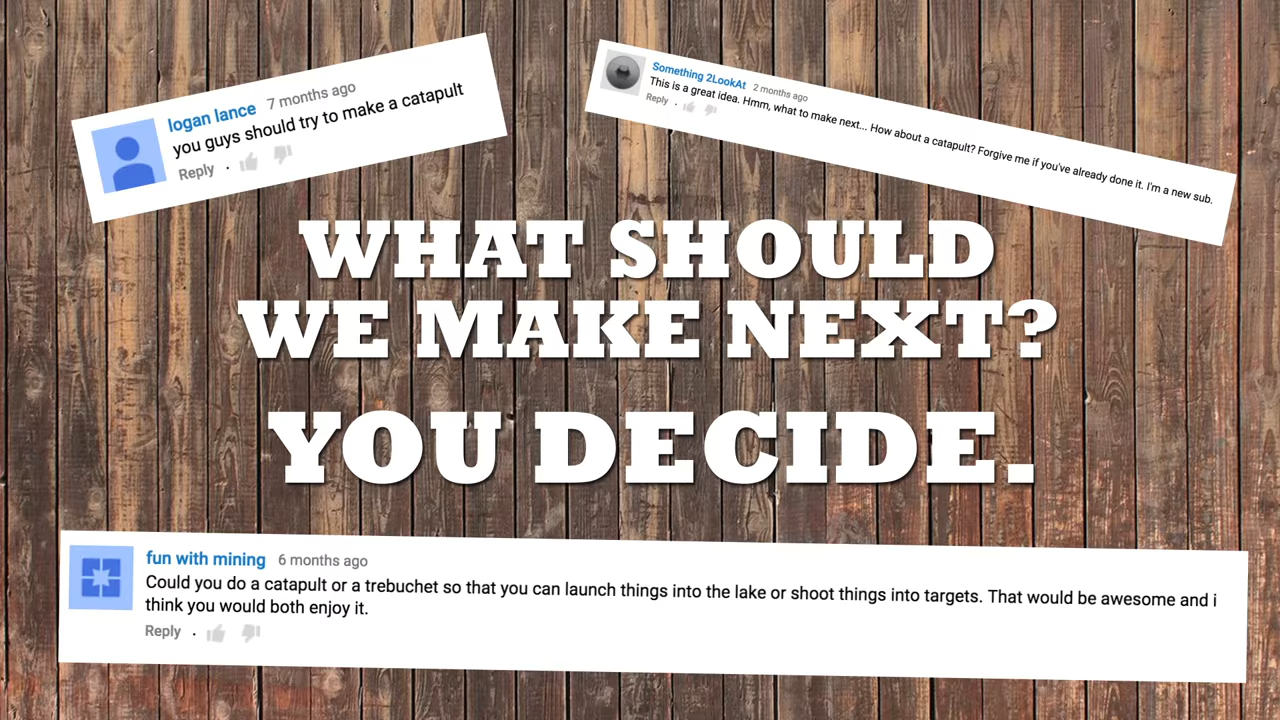 logan lance 7 months ago
you guys should try to make a catapult
Reply ·
Something 2LookAt 2 months ago
This is a great idea. Hmm, what to make next... How about a catapult? Forgive me if you've already done it. I'm a new sub.
Reply ·
WHAT SHOULD
WE MAKE NEXT?
YOU DECIDE.
fun with mining 6 months ago
Could you do a catapult or a trebuchet so that you can launch things into the lake or shoot things into targets. That would be awesome and i
think you would both enjoy it.
Reply ·